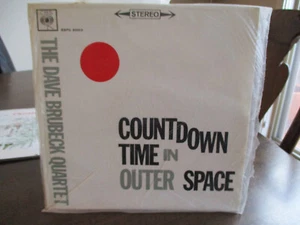 STEREO
THE DAVE BRUBECK QUARTET
COUNTDOWN
TIME IN
OUTER SPACE